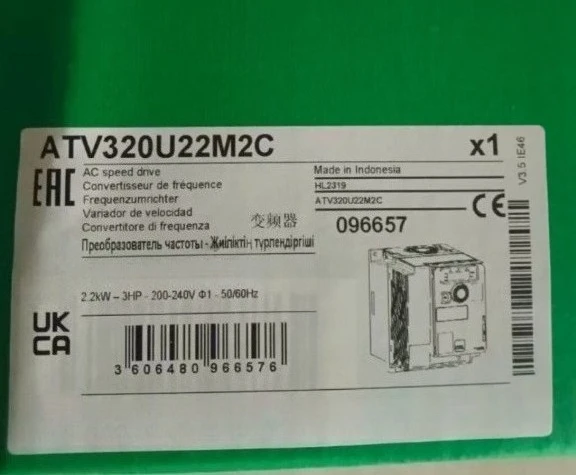 ATV320U22M2C
x1
EAC
AC speed drive
Convertisseur de fréquence
Frequenzumrichter
Variador de velocidad
Convertitore di frequenza
变频器
Преобразователь частоты - Жиіліктің түрлендіргіші
Made in Indonesia
HL2319
ATV320U22M2C
CE
096657
V3.5 IE46
2.2kW – 3HP - 200-240V Φ1 - 50/60Hz
UK
CA
3 606480 966576